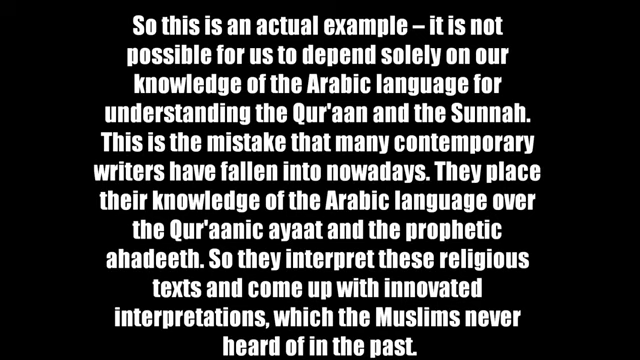 So this is an actual example – it is not
possible for us to depend solely on our
knowledge of the Arabic language for
understanding the Qur'aan and the Sunnah.
This is the mistake that many contemporary
writers have fallen into nowadays. They place
their knowledge of the Arabic language over
the Qur'aanic ayaat and the prophetic
ahadeeth. So they interpret these religious
texts and come up with innovated
interpretations, which the Muslims never
heard of in the past.